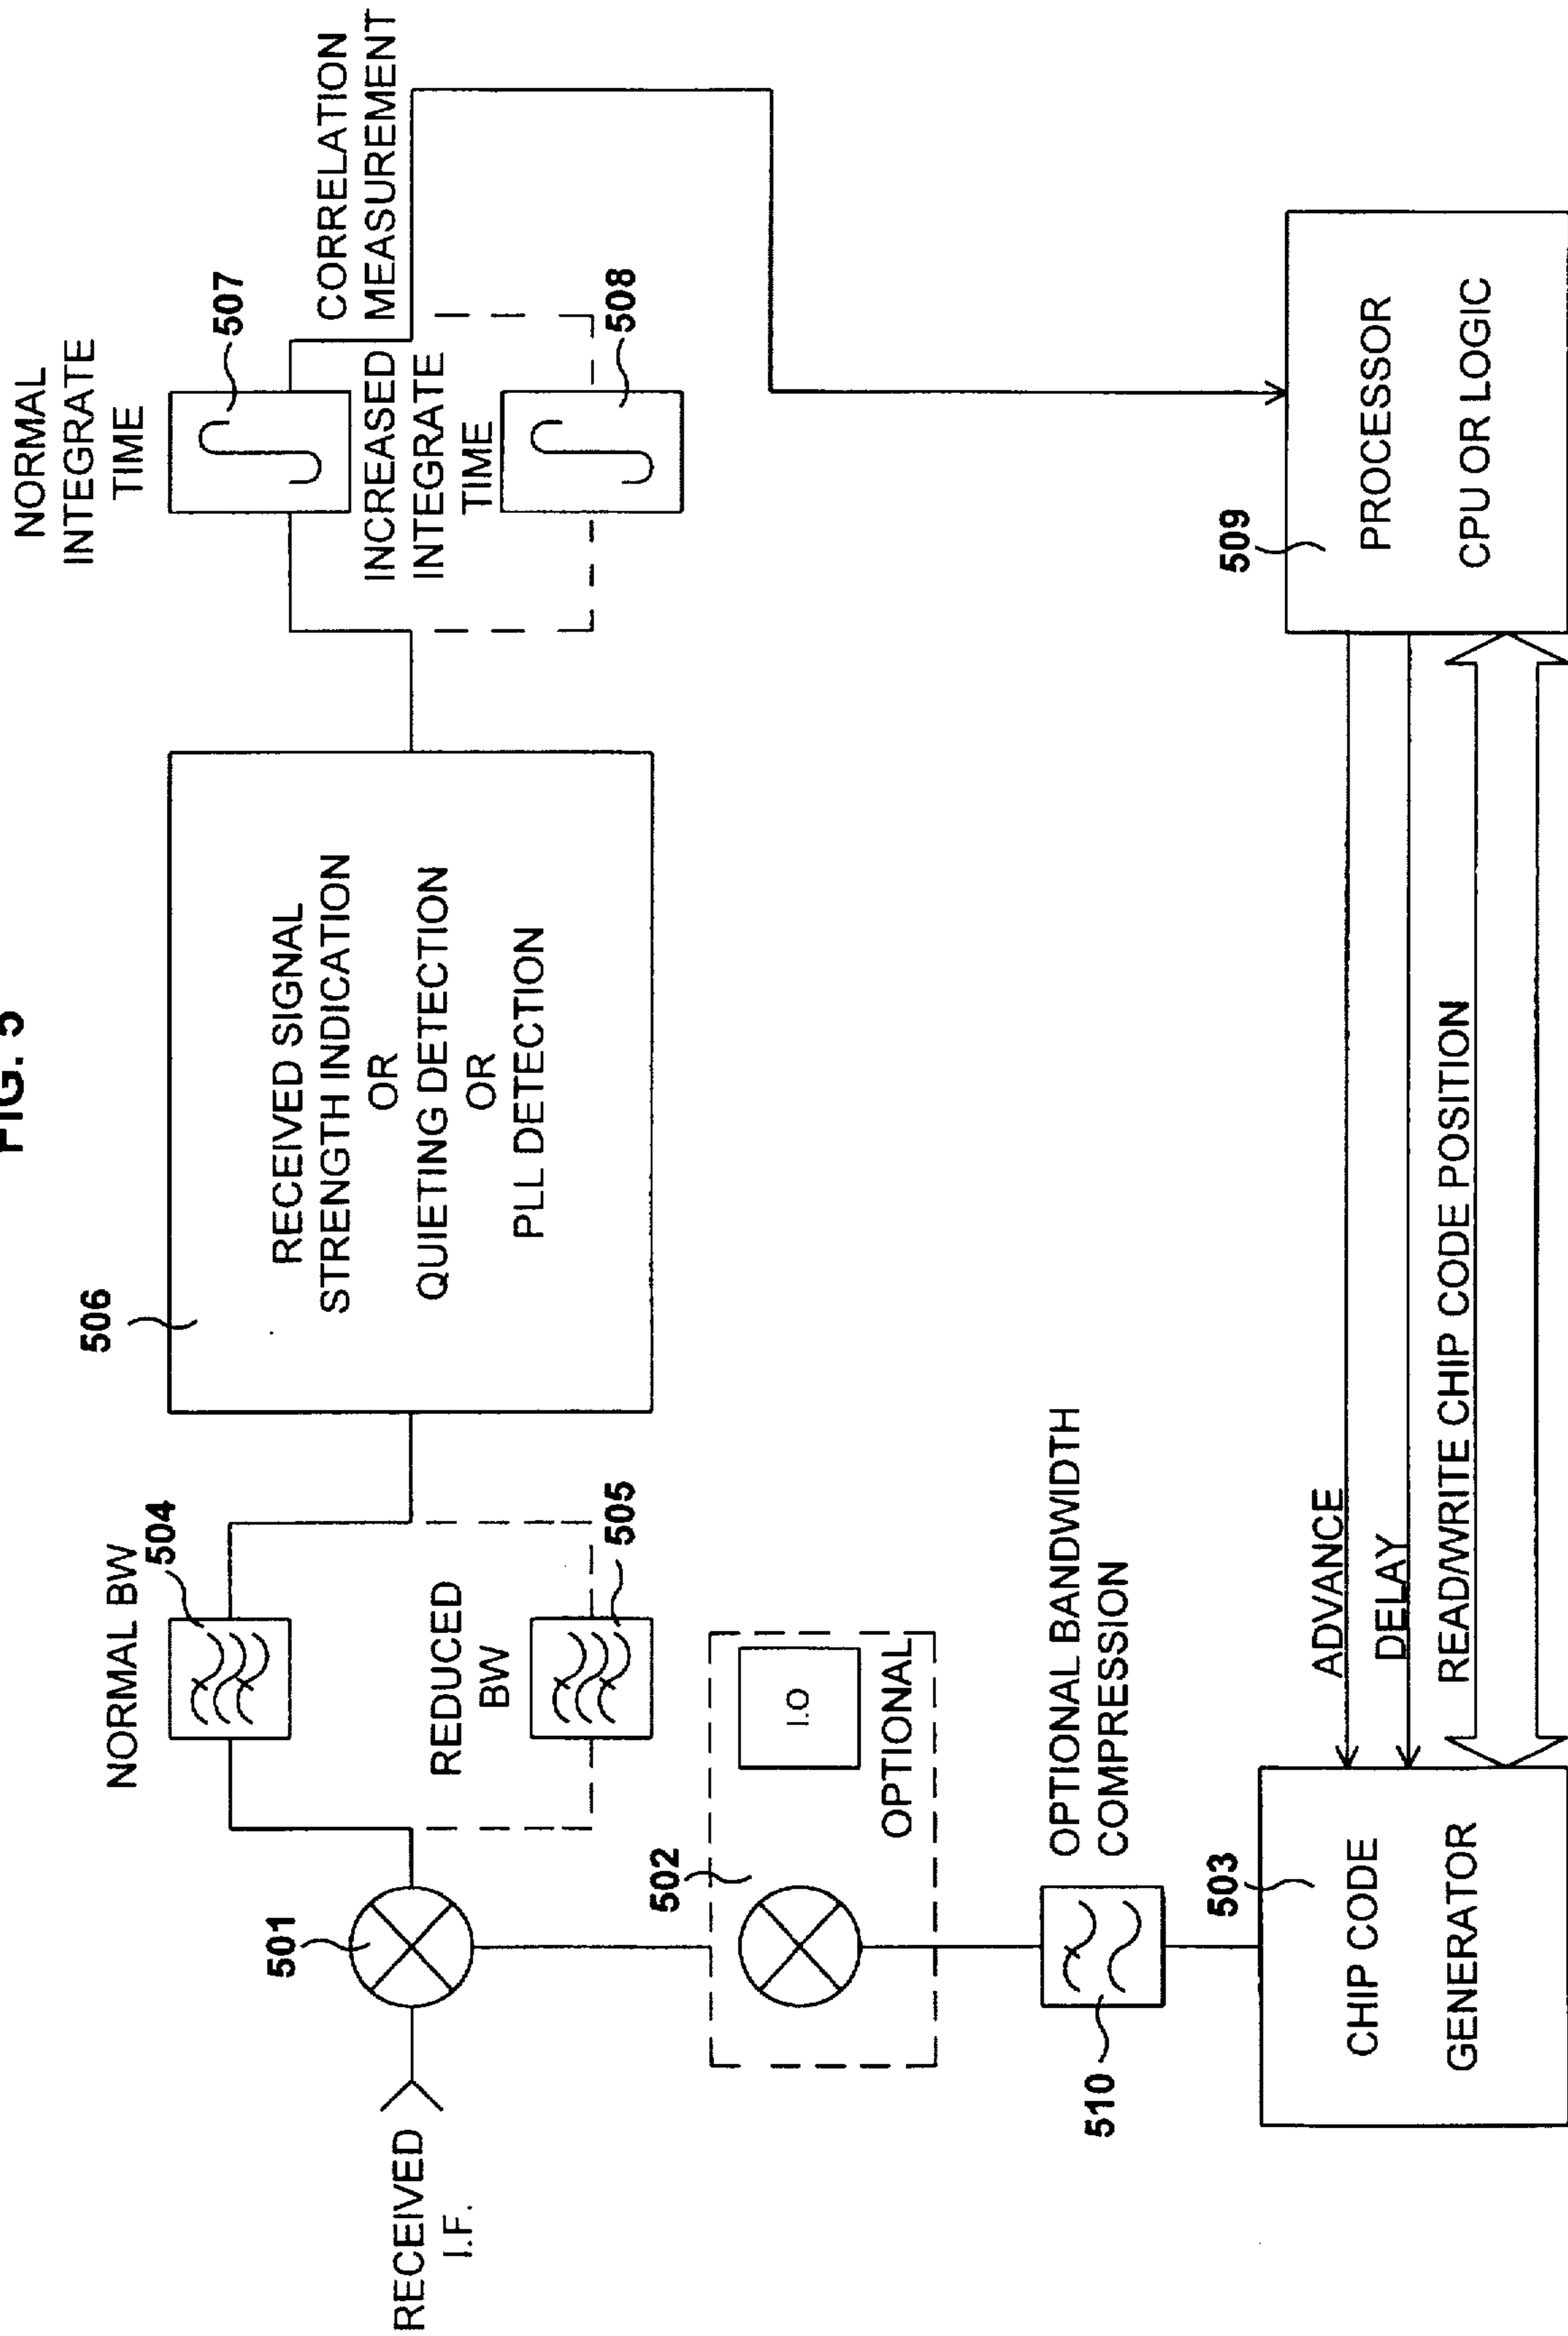 FIG. 5
RECEIVED
I.F.
501
NORMAL BW
504
REDUCED
BW
505
506
RECEIVED SIGNAL
STRENGTH INDICATION
OR
QUIETING DETECTION
OR
PLL DETECTION
NORMAL
INTEGRATE
TIME
507
INCREASED
INTEGRATE
TIME
508
CORRELATION
MEASUREMENT
502
I.O
OPTIONAL
510
OPTIONAL BANDWIDTH
COMPRESSION
503
CHIP CODE
GENERATOR
ADVANCE
DELAY
READ/WRITE CHIP CODE POSITION
509
PROCESSOR
CPU OR LOGIC